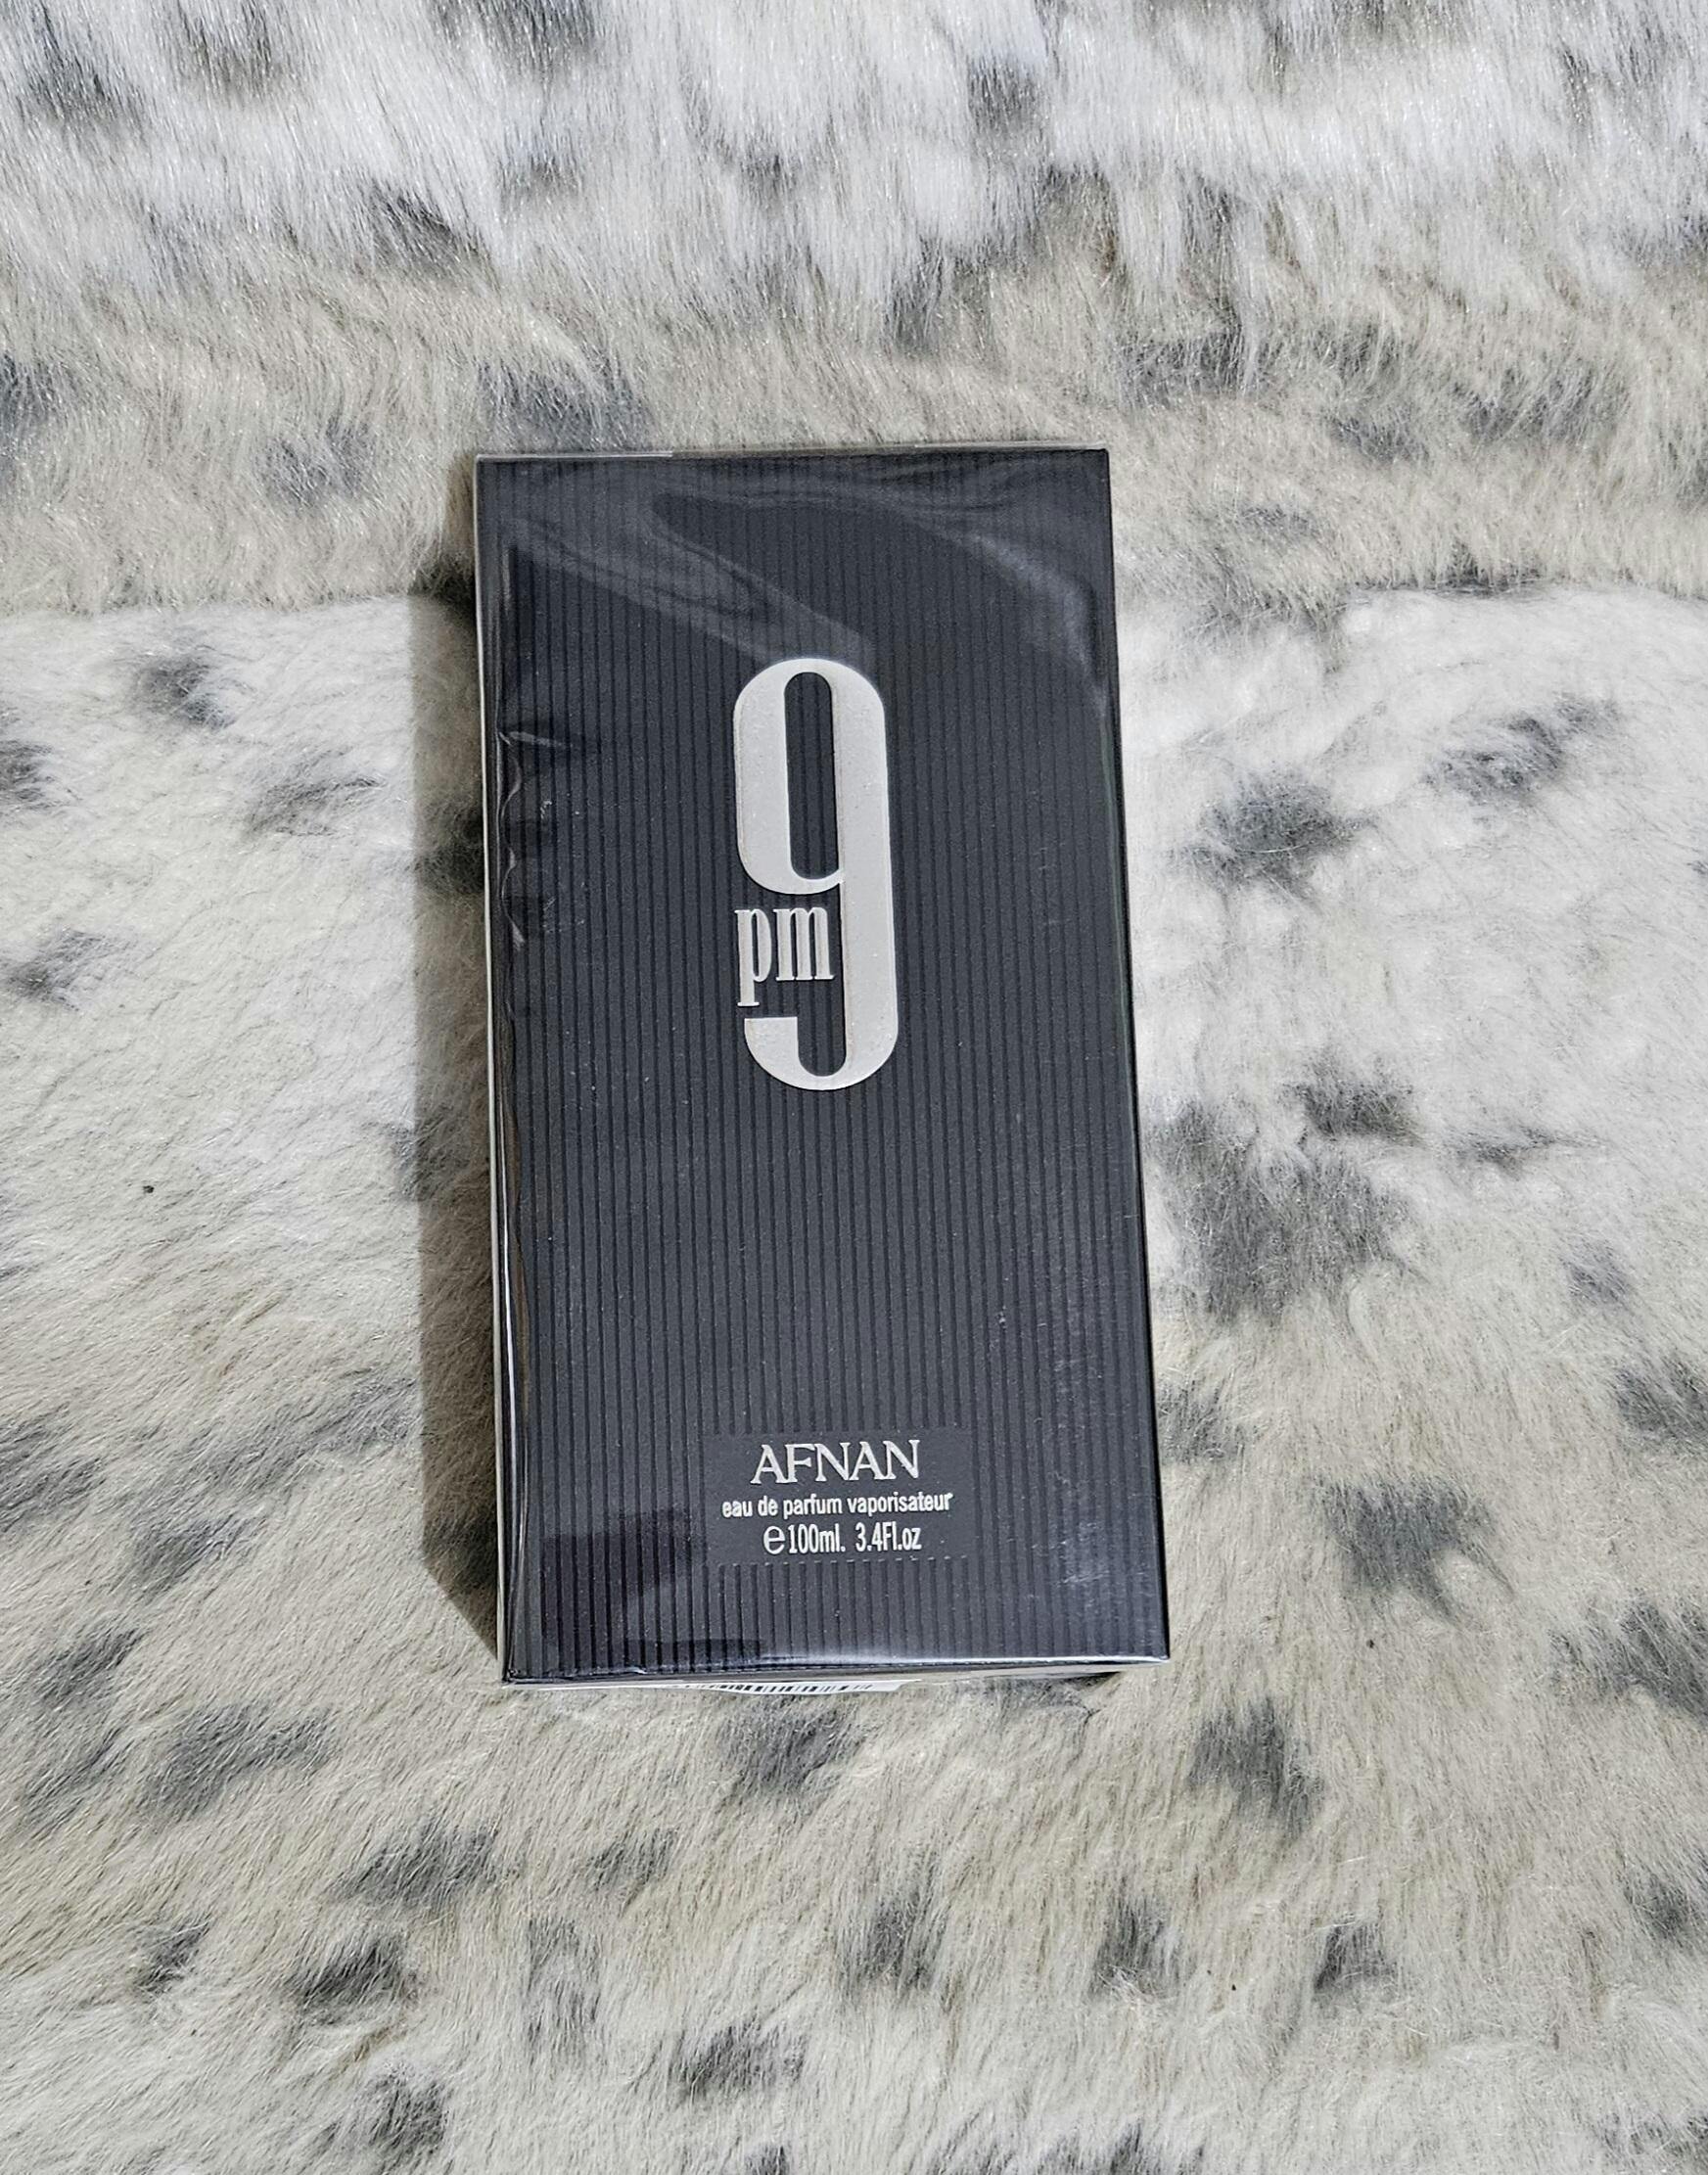 9
pm
AFNAN
eau de parfum vaporisateur
℮100ml. 3.4Fl.oz